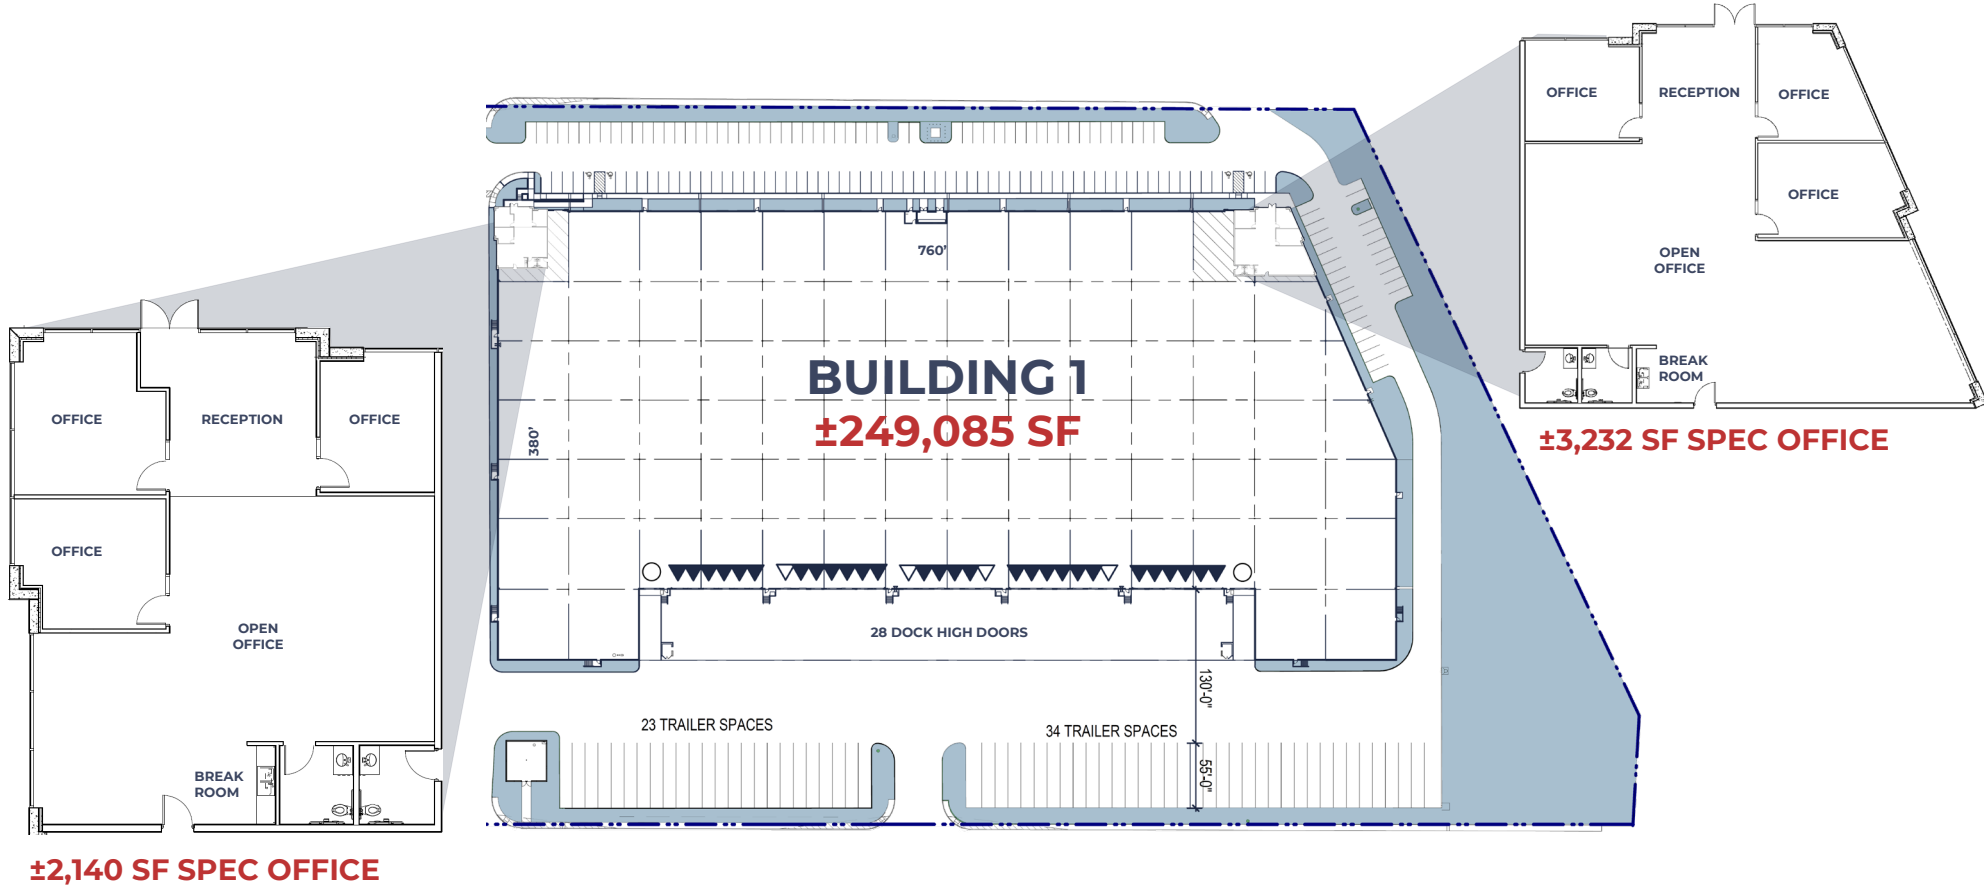 OFFICE
RECEPTION
OFFICE
OFFICE
OPEN
OFFICE
BREAK
ROOM
±3,232 SF SPEC OFFICE
760'
BUILDING 1
±249,085 SF
380'
28 DOCK HIGH DOORS
130'-0"
23 TRAILER SPACES
34 TRAILER SPACES
55'-0"
OFFICE
RECEPTION
OFFICE
OFFICE
OPEN
OFFICE
BREAK
ROOM
±2,140 SF SPEC OFFICE